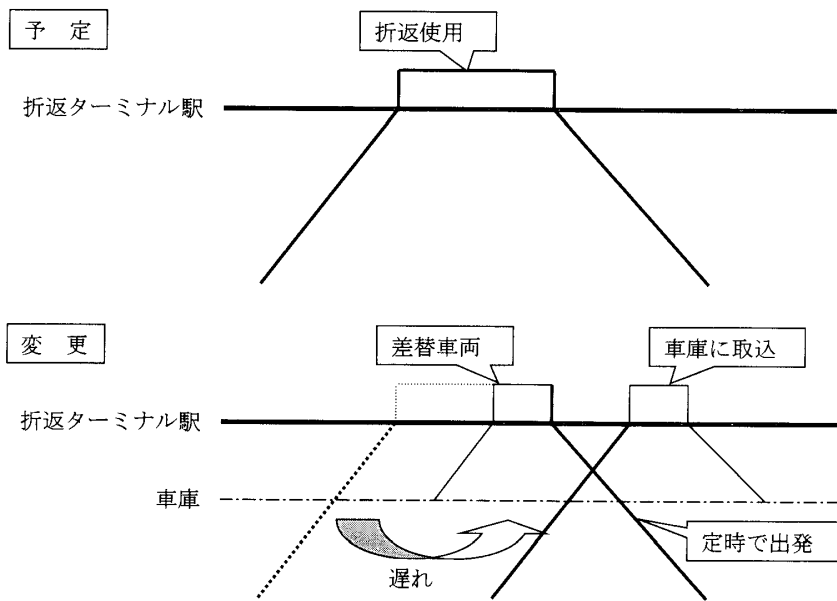 予 定
折返使用
折返ターミナル駅
変 更
差替車両
車庫に取込
折返ターミナル駅
車庫
定時で出発
遅れ